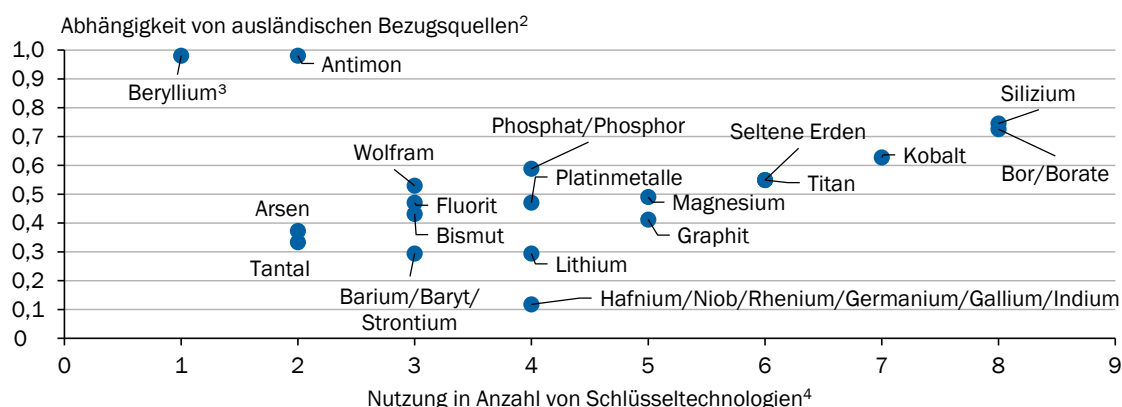 Abhängigkeit von ausländischen Bezugsquellen²
1,0
0,9
0,8
0,7
0,6
0,5
0,4
0,3
0,2
0,1
0
Beryllium³
Antimon
Silizium
Phosphat/Phosphor
Seltene Erden
Wolfram
Kobalt
Bor/Borate
Platinmetalle
Titan
Arsen
Fluorit
Magnesium
Bismut
Graphit
Tantal
Lithium
Barium/Baryt/
Strontium
Hafnium/Niob/Rhenium/Germanium/Gallium/Indium
0 1 2 3 4 5 6 7 8 9
Nutzung in Anzahl von Schlüsseltechnologien⁴